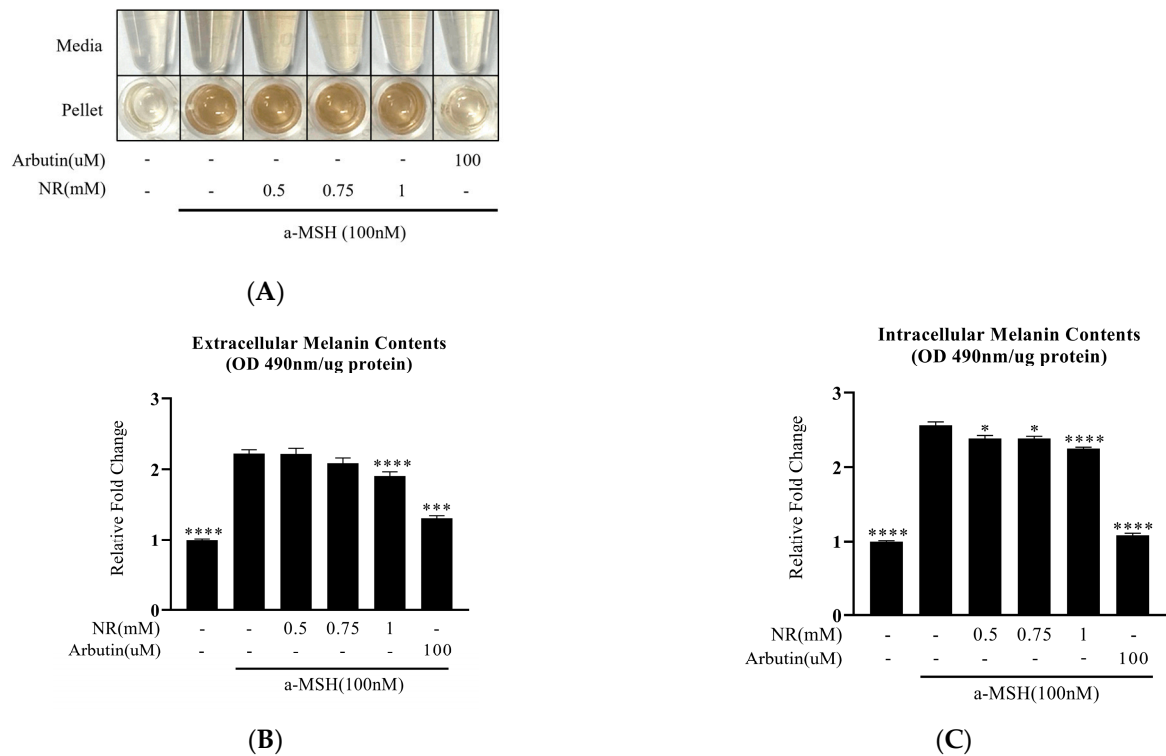 Media
Pellet
Arbutin(uM) - - - - - 100
NR(mM) - - 0.5 0.75 1 -
a-MSH (100nM)
(A)
Extracellular Melanin Contents
(OD 490nm/ug protein)
Relative Fold Change
3
2
1
0
**** **** ***
NR(mM) - - 0.5 0.75 1 -
Arbutin(uM) - - - - - 100
a-MSH(100nM)
(B)
Intracellular Melanin Contents
(OD 490nm/ug protein)
Relative Fold Change
3
2
1
0
**** * * **** ****
NR(mM) - - 0.5 0.75 1 -
Arbutin(uM) - - - - - 100
a-MSH(100nM)
(C)